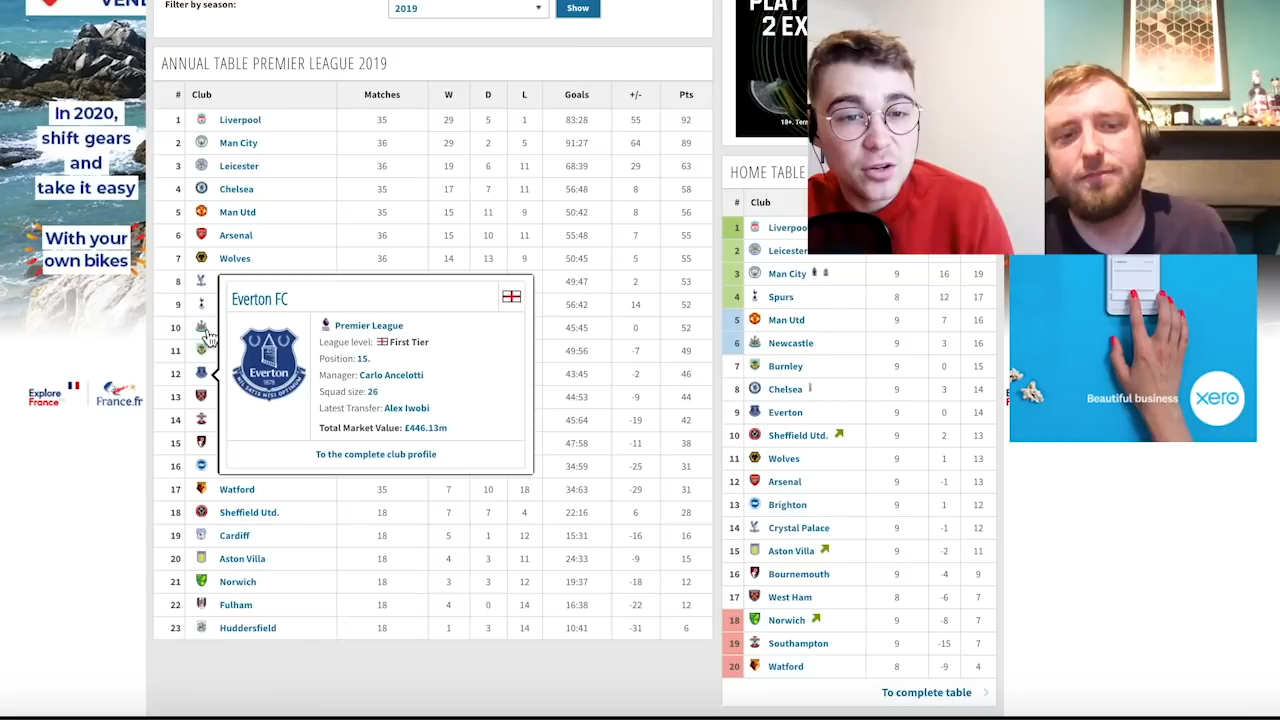 VENE
Filter by season:
2019
Show
PLAY
2 EX
18+. Tem
In 2020,
shift gears
and
take it easy
With your
own bikes
Explore
France
France.fr
ANNUAL TABLE PREMIER LEAGUE 2019
# Club Matches W D L Goals +/- Pts
1 Liverpool 35 29 5 1 83:28 55 92
2 Man City 36 29 2 5 91:27 64 89
3 Leicester 36 19 6 11 68:39 29 63
4 Chelsea 35 17 7 11 56:48 8 58
5 Man Utd 35 15 11 9 50:42 8 56
6 Arsenal 36 15 10 11 55:48 7 55
7 Wolves 36 14 13 9 50:45 5 55
8 49:47 2 53
9 56:42 14 52
10 45:45 0 52
11 49:56 -7 49
12 43:45 -2 46
13 44:53 -9 44
14 45:64 -19 42
15 47:58 -11 38
16 34:59 -25 31
17 Watford 35 7 10 18 34:63 -29 31
18 Sheffield Utd. 18 7 7 4 22:16 6 28
19 Cardiff 18 5 1 12 15:31 -16 16
20 Aston Villa 18 4 3 11 24:33 -9 15
21 Norwich 18 3 3 12 19:37 -18 12
22 Fulham 18 4 0 14 16:38 -22 12
23 Huddersfield 18 1 3 14 10:41 -31 6
Everton FC
Everton
1878
NIL SATIS NISI OPTIMUM
Premier League
League level: First Tier
Position: 15.
Manager: Carlo Ancelotti
Squad size: 26
Latest Transfer: Alex Iwobi
Total Market Value: £446.13m
To the complete club profile
HOME TABLE
# Club
1 Liverpoo
2 Leicester
3 Man City 9 16 19
4 Spurs 8 12 17
5 Man Utd 9 7 16
6 Newcastle 9 3 16
7 Burnley 9 0 15
8 Chelsea 9 3 14
9 Everton 9 0 14
10 Sheffield Utd. 9 2 13
11 Wolves 9 1 13
12 Arsenal 9 -1 13
13 Brighton 9 1 12
14 Crystal Palace 9 -1 12
15 Aston Villa 9 -2 11
16 Bournemouth 9 -4 9
17 West Ham 8 -6 7
18 Norwich 9 -8 7
19 Southampton 9 -15 7
20 Watford 8 -9 4
To complete table
Beautiful business
xero